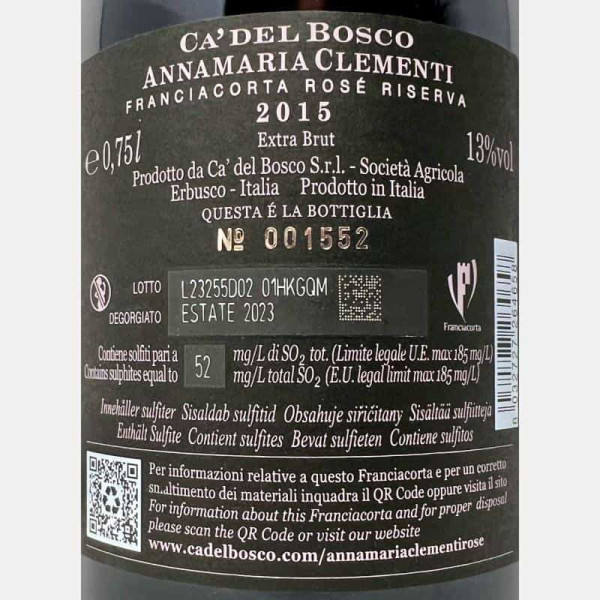 CA' DEL BOSCO
ANNAMARIA CLEMENTI
FRANCIACORTA ROSÉ RISERVA
2015
Extra Brut
℮ 0,75 l
13% vol
Prodotto da Ca' del Bosco S.r.l. - Società Agricola
Erbusco - Italia Prodotto in Italia
QUESTA É LA BOTTIGLIA
No 001552
LOTTO L23255D02 01HKGQM
DEGORGIATO ESTATE 2023
Franciacorta
Contiene solfiti pari a 52 mg/L di SO2 tot. (Limite legale U.E. max 185 mg/L)
Contains sulphites equal to mg/L total SO2 (E.U. legal limit max 185 mg/L)
Innehåller sulfiter Sisaldab sulfitid Obsahuje siřičitany Sisältää sulfiitteja
Enthält Sulfite Contient sulfites Bevat sulfieten Contiene sulfitos
Per informazioni relative a questo Franciacorta e per un corretto
smaltimento dei materiali inquadra il QR Code oppure visita il sito
For information about this Franciacorta and for proper disposal
please scan the QR Code or visit our website
www.cadelbosco.com/annamariaclementirose